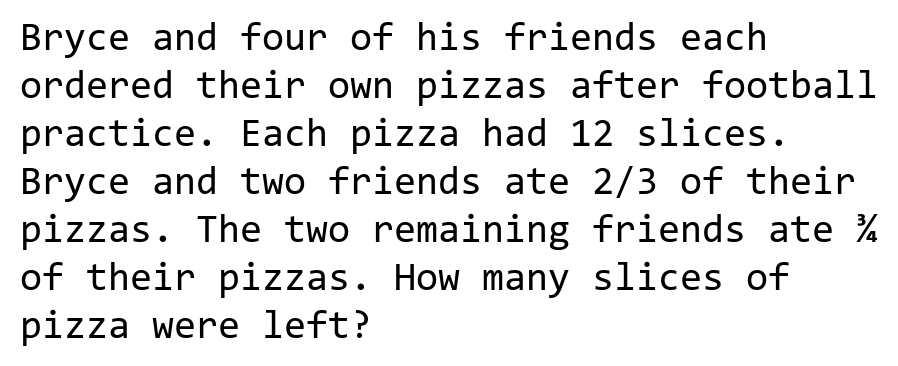 Bryce and four of his friends each
ordered their own pizzas after football
practice. Each pizza had 12 slices.
Bryce and two friends ate 2/3 of their
pizzas. The two remaining friends ate ¾
of their pizzas. How many slices of
pizza were left?